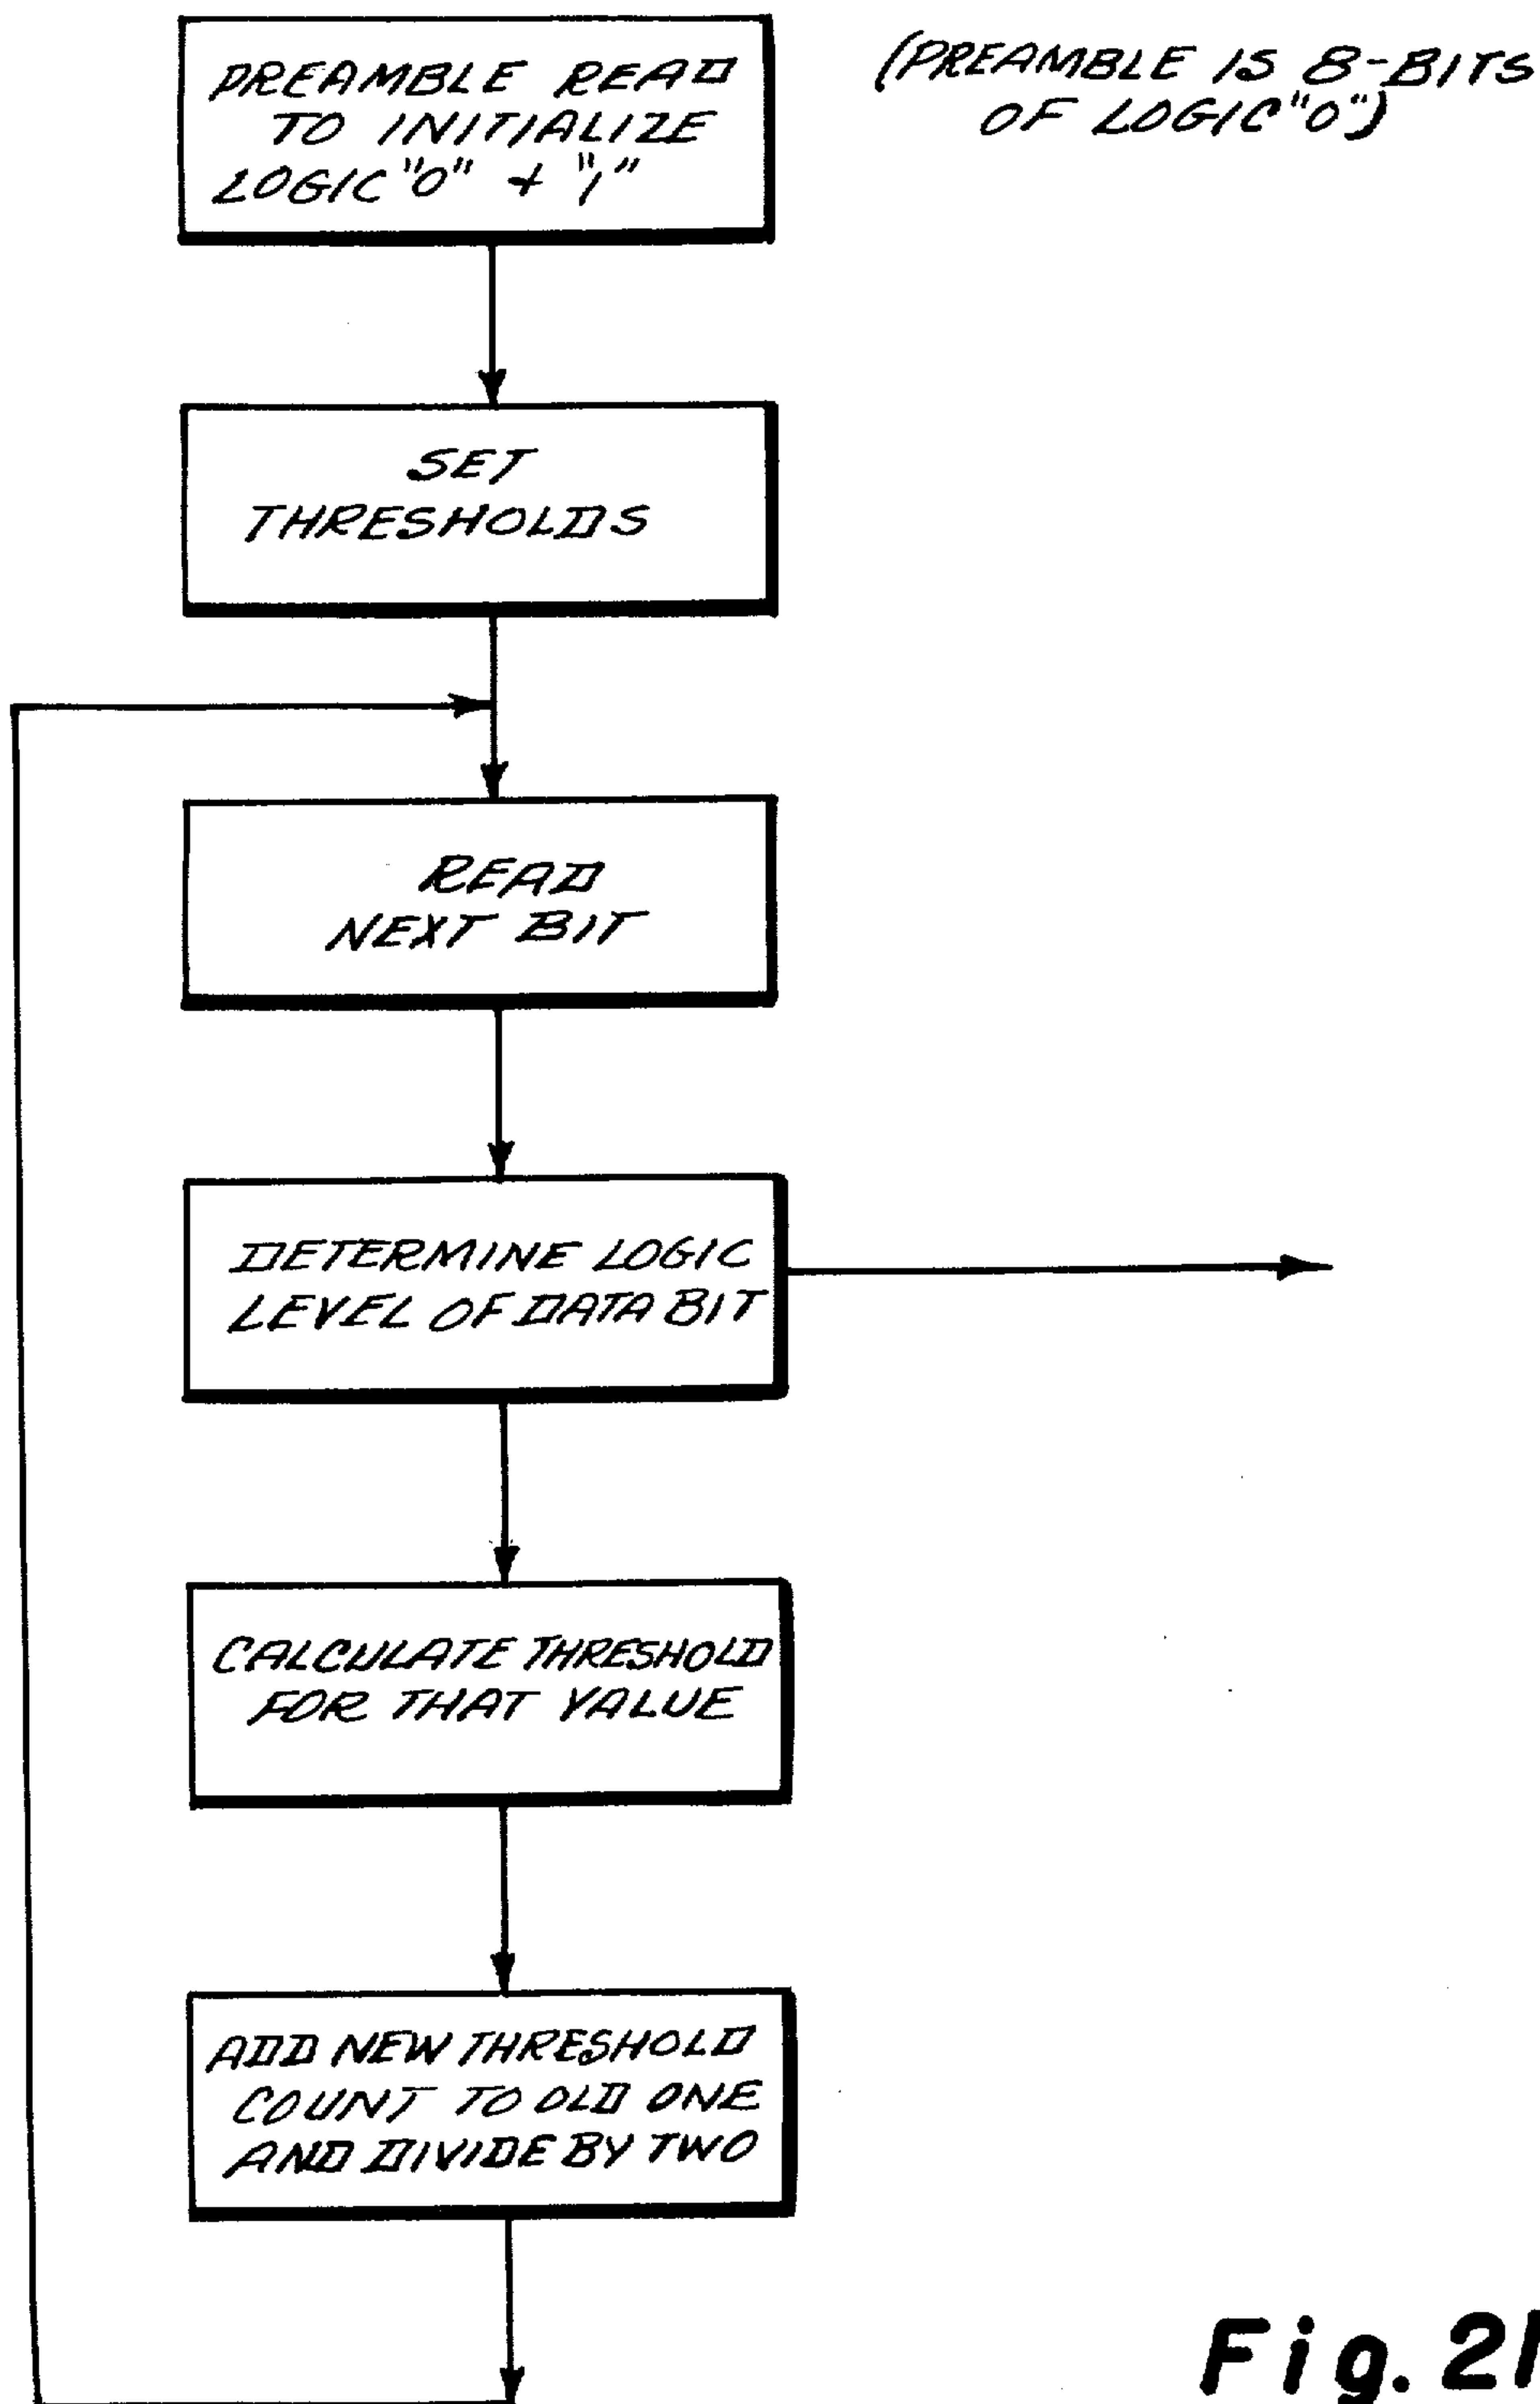 PREAMBLE READ
TO INITIALIZE
LOGIC "0" + "1"
(PREAMBLE IS 8-BITS
OF LOGIC "0")
SET
THRESHOLDS
READ
NEXT BIT
DETERMINE LOGIC
LEVEL OF DATA BIT
CALCULATE THRESHOLD
FOR THAT VALUE
ADD NEW THRESHOLD
COUNT TO OLD ONE
AND DIVIDE BY TWO
Fig. 21